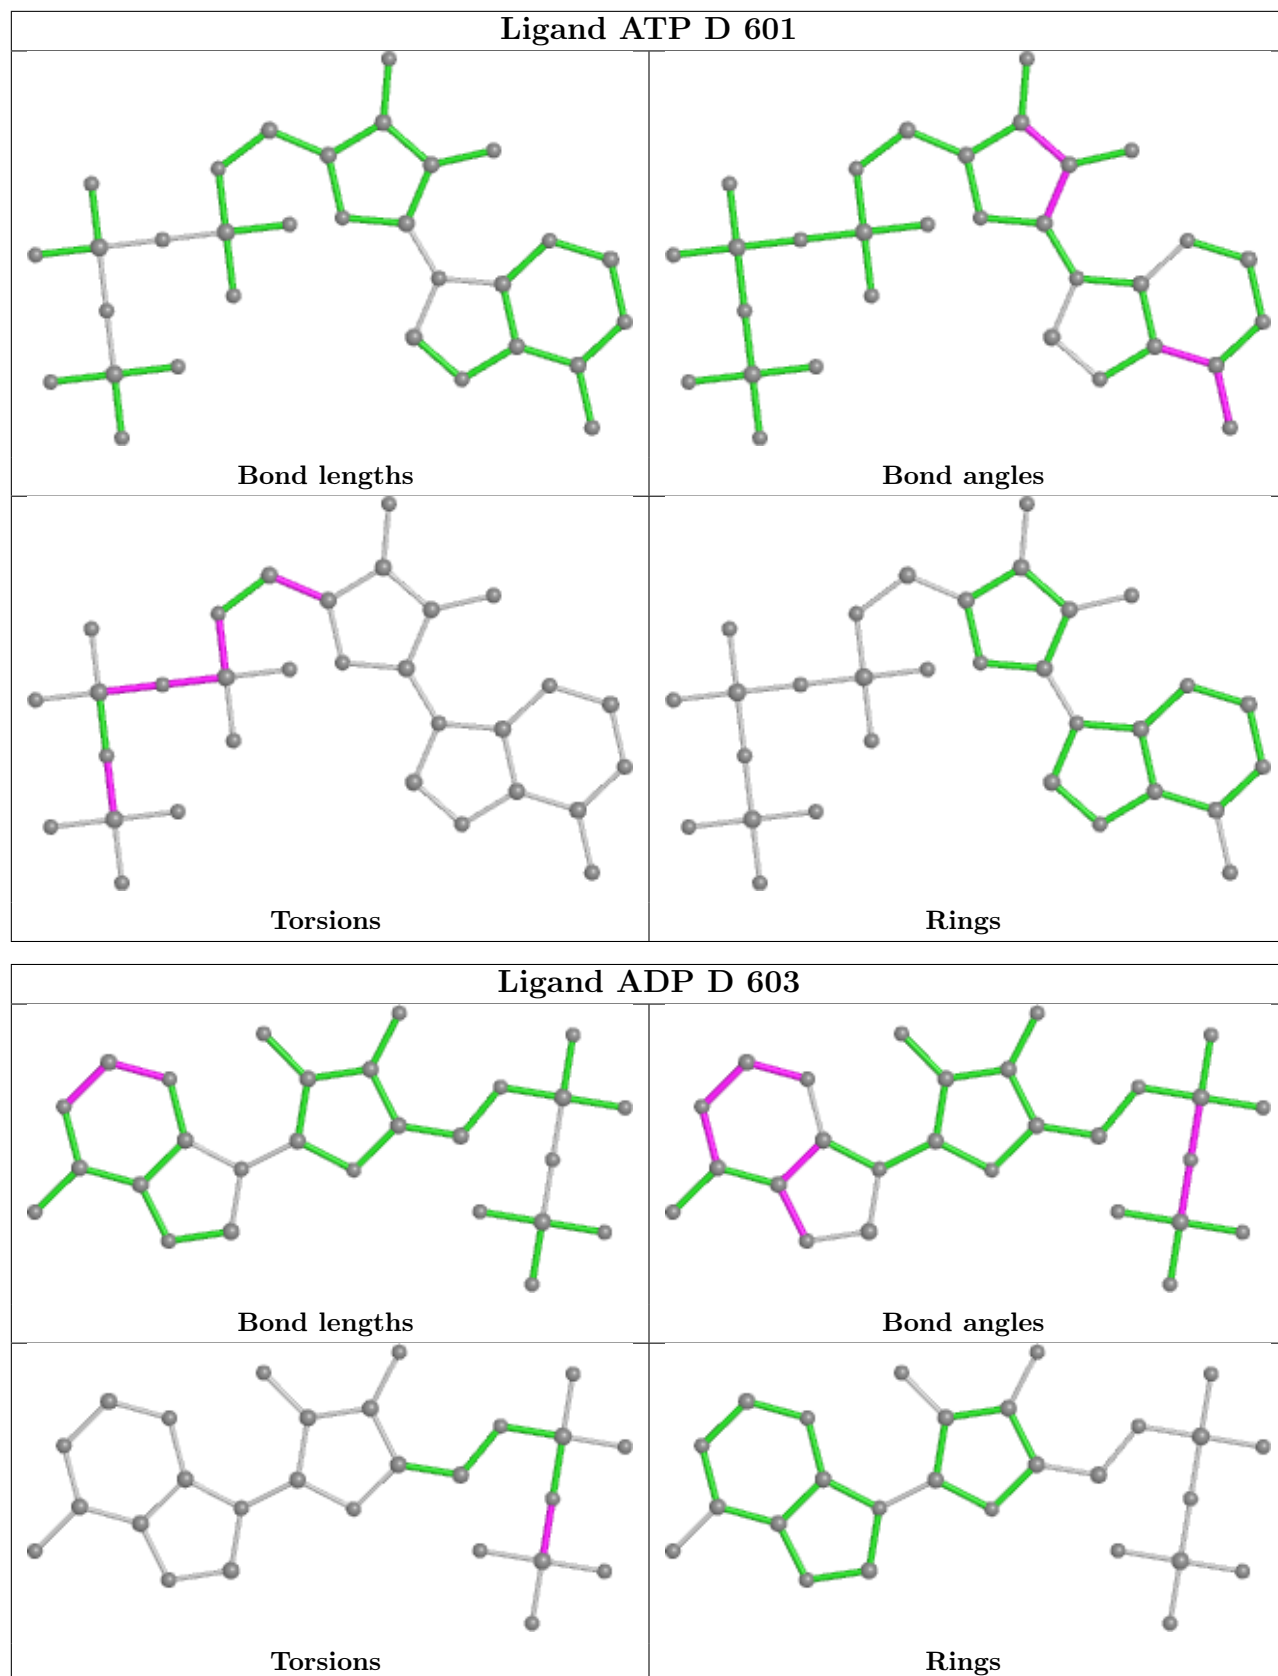 Ligand ATP D 601
Bond lengths
Bond angles
Torsions
Rings
Ligand ADP D 603
Bond lengths
Bond angles
Torsions
Rings